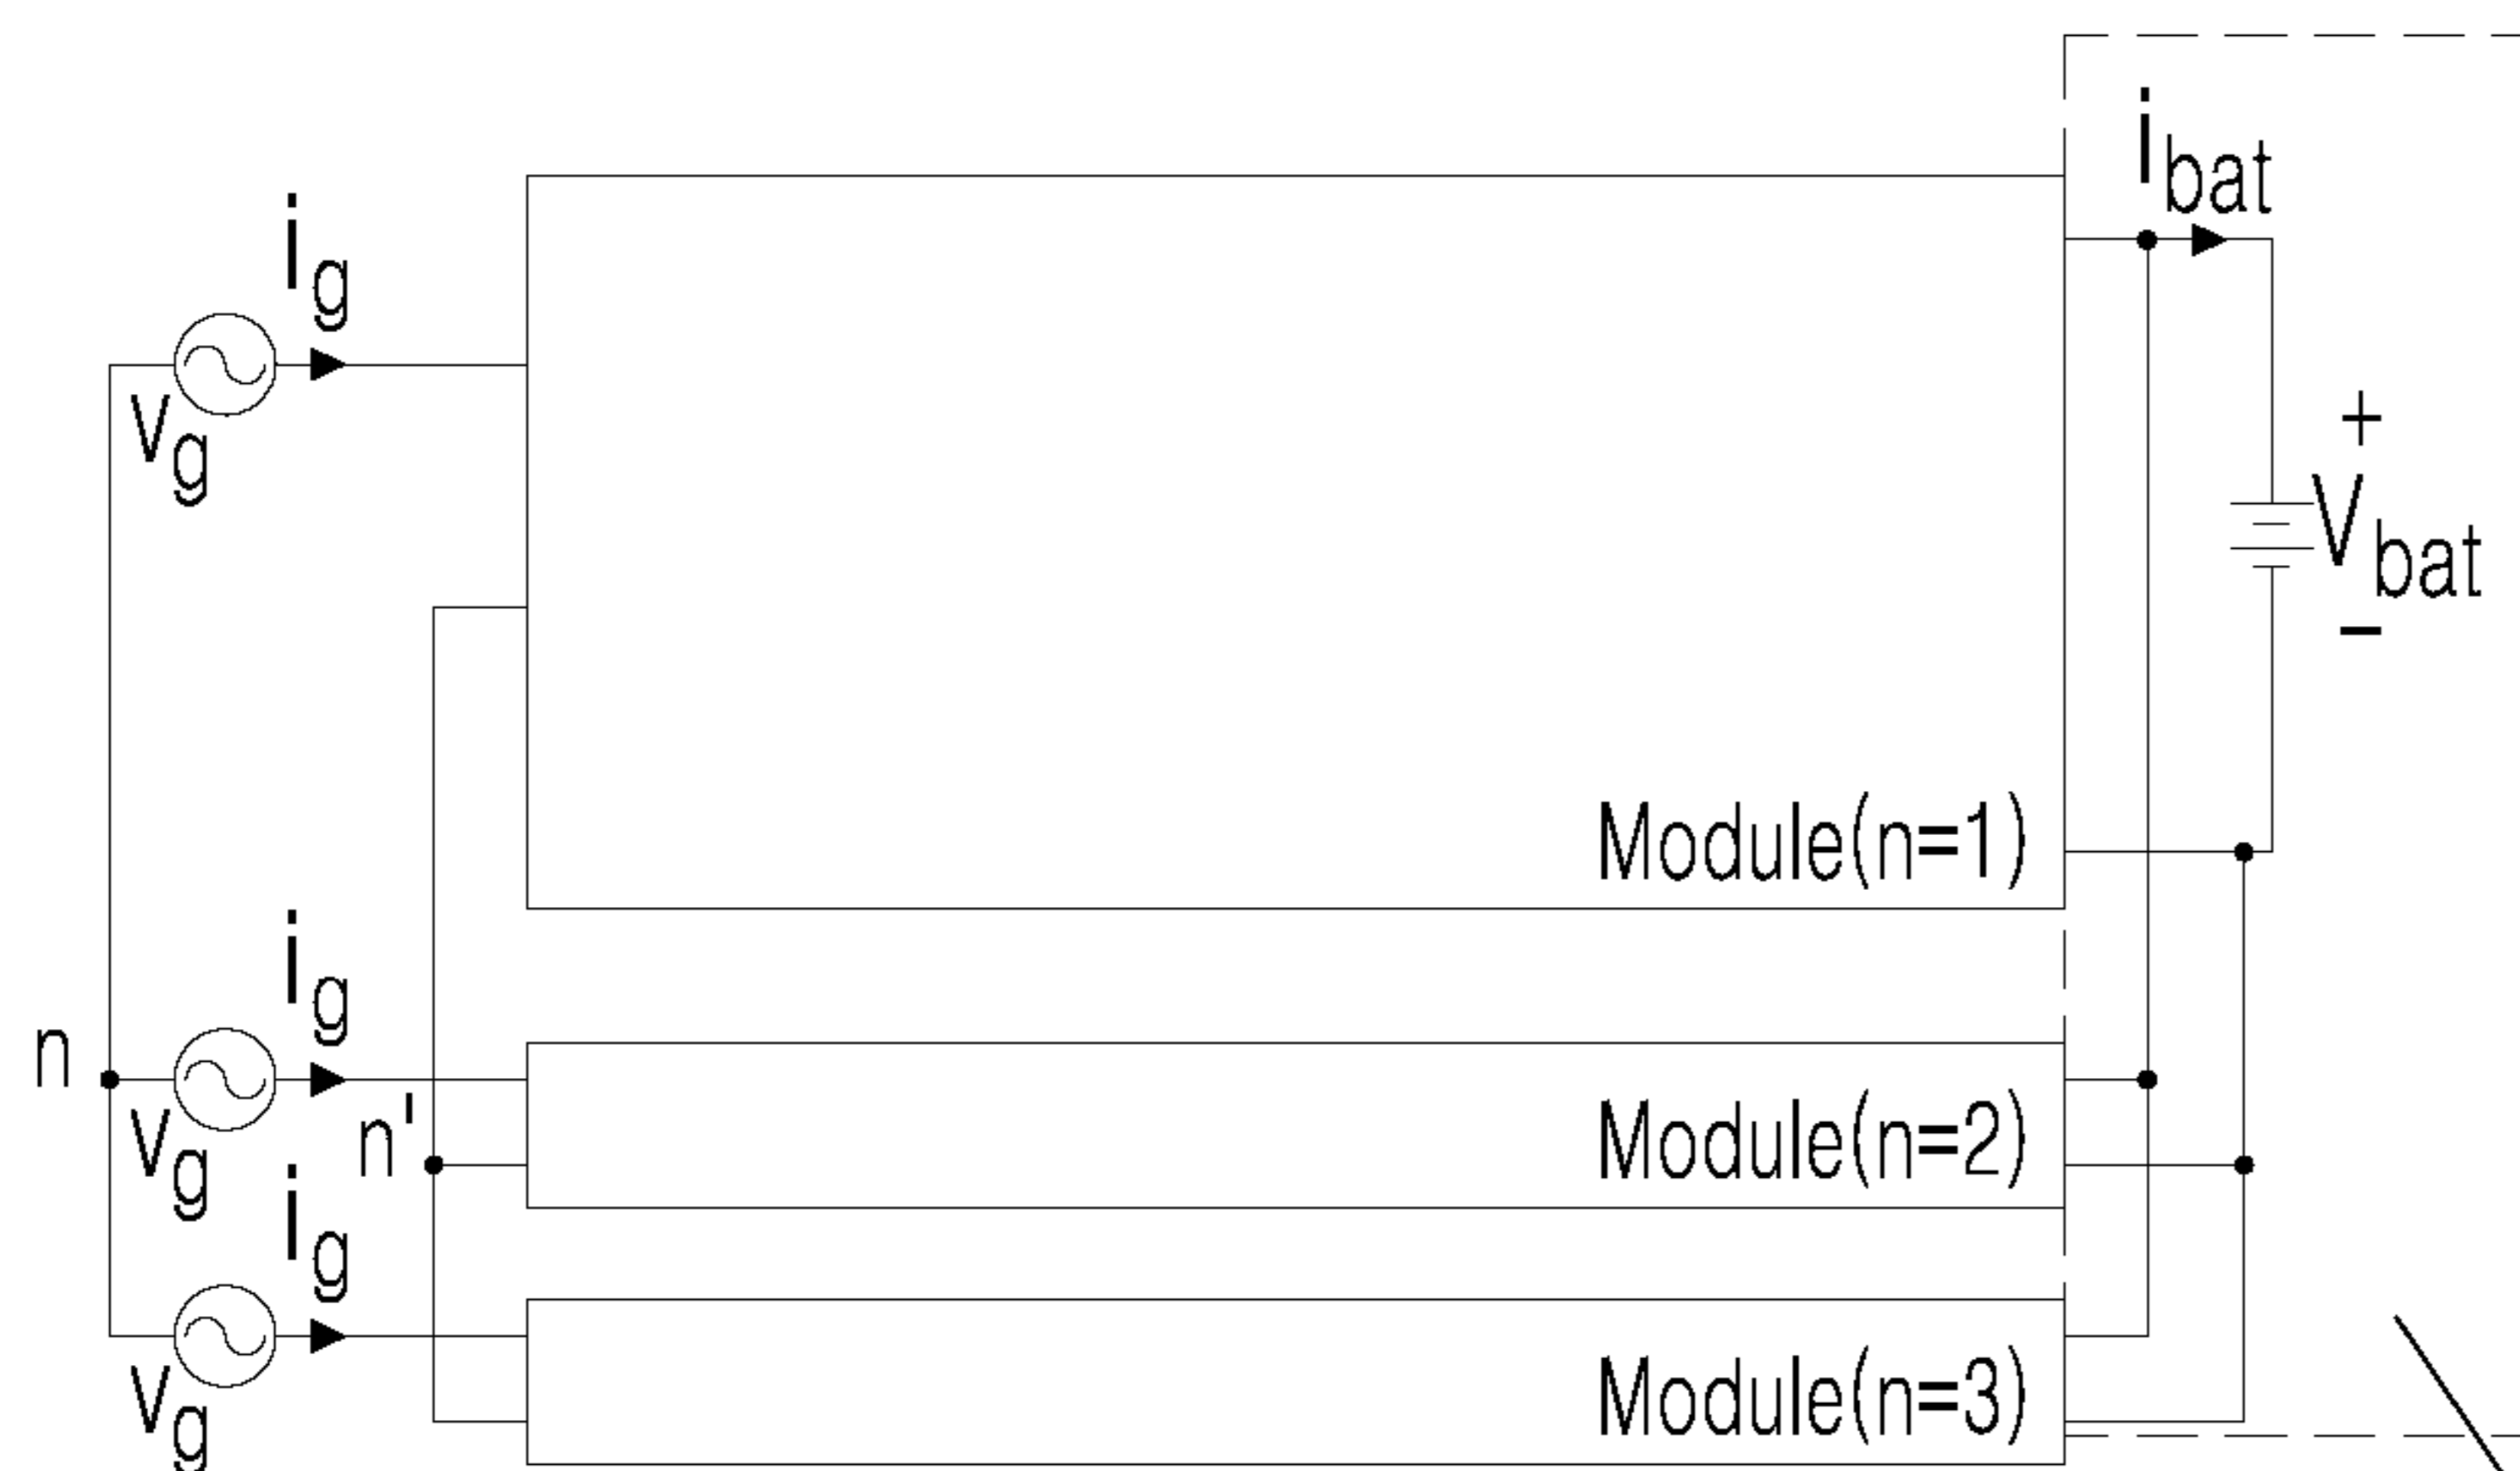 i_bat
i_g
v_g
+
V_bat
−
Module(n=1)
i_g
n
v_g
n'
Module(n=2)
i_g
v_g
Module(n=3)